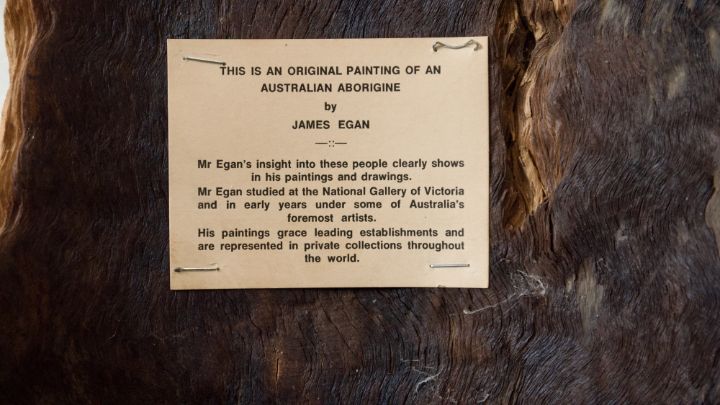 THIS IS AN ORIGINAL PAINTING OF AN
AUSTRALIAN ABORIGINE
by
JAMES EGAN
—::—
Mr Egan's insight into these people clearly shows
in his paintings and drawings.
Mr Egan studied at the National Gallery of Victoria
and in early years under some of Australia's
foremost artists.
His paintings grace leading establishments and
are represented in private collections throughout
the world.